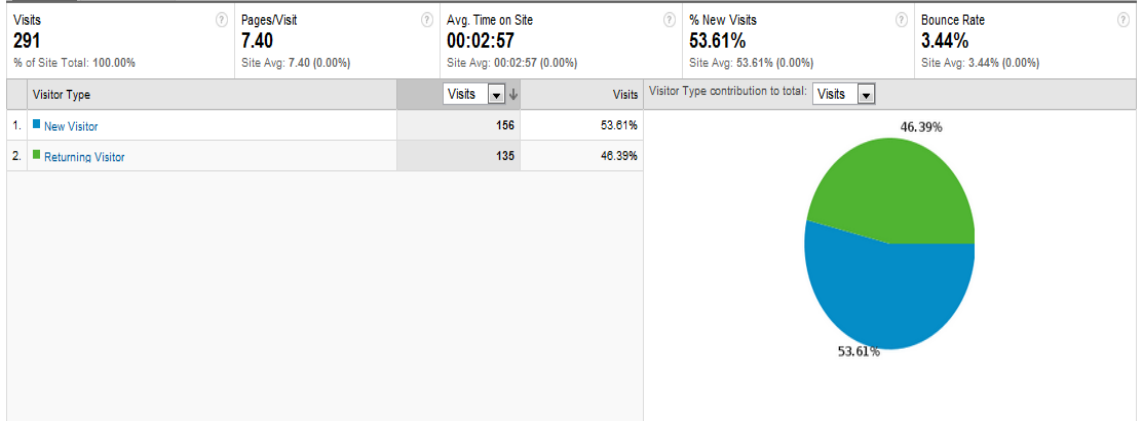 Visits ? Pages/Visit ? Avg. Time on Site ? % New Visits ? Bounce Rate ?
291 7.40 00:02:57 53.61% 3.44%
% of Site Total: 100.00% Site Avg: 7.40 (0.00%) Site Avg: 00:02:57 (0.00%) Site Avg: 53.61% (0.00%) Site Avg: 3.44% (0.00%)
Visitor Type Visits Visits Visitor Type contribution to total: Visits
1. New Visitor 156 53.61%
2. Returning Visitor 135 46.39%
46.39%
53.61%